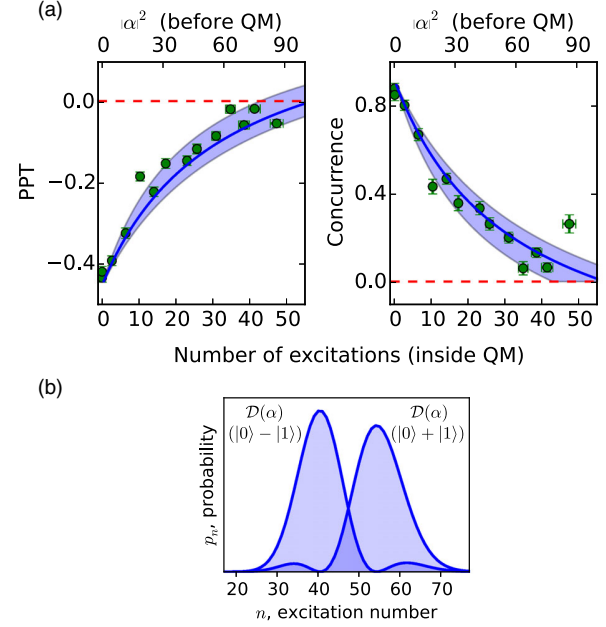 (a)
|α|² (before QM)
0 30 60 90
|α|² (before QM)
0 30 60 90
PPT
0.0
−0.2
−0.4
0 10 20 30 40 50
Concurrence
0.8
0.4
0.0
0 10 20 30 40 50
Number of excitations (inside QM)
(b)
𝒟(α)
(|0⟩ − |1⟩)
𝒟(α)
(|0⟩ + |1⟩)
pₙ, probability
20 30 40 50 60 70
n, excitation number